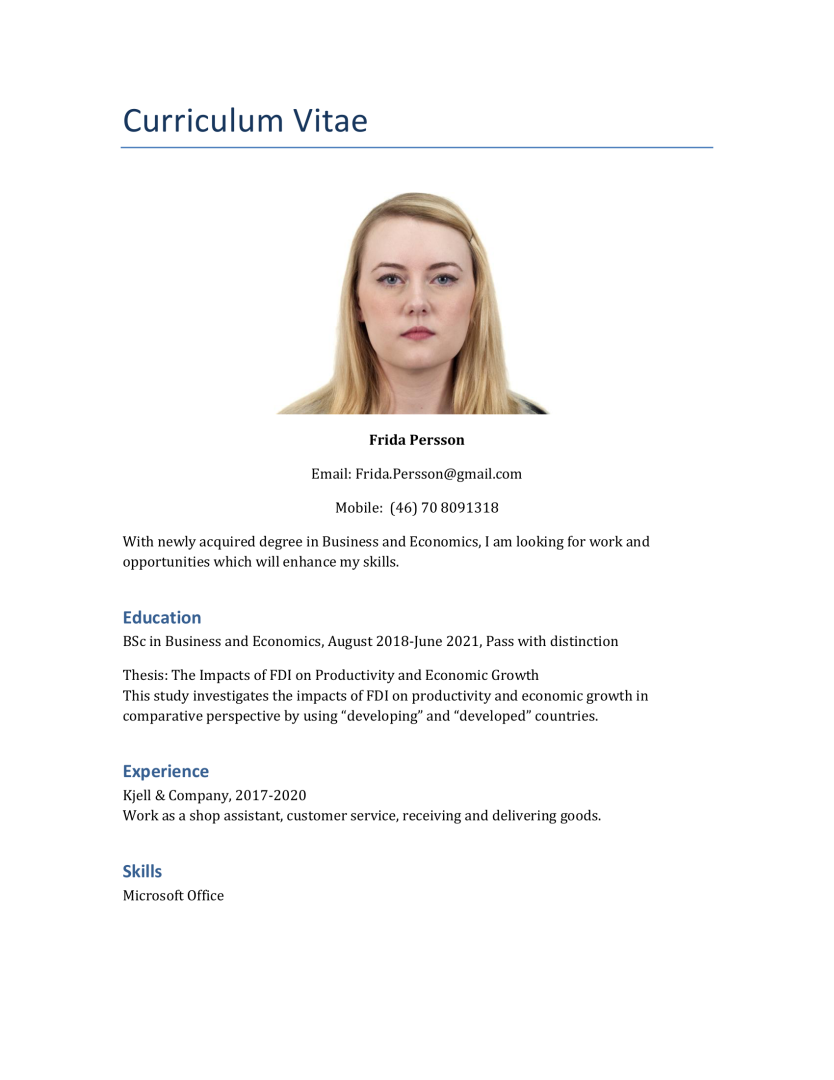 Curriculum Vitae
Frida Persson
Email: Frida.Persson@gmail.com
Mobile:  (46) 70 8091318
With newly acquired degree in Business and Economics, I am looking for work and
opportunities which will enhance my skills.
Education
BSc in Business and Economics, August 2018-June 2021, Pass with distinction
Thesis: The Impacts of FDI on Productivity and Economic Growth
This study investigates the impacts of FDI on productivity and economic growth in
comparative perspective by using “developing” and “developed” countries.
Experience
Kjell & Company, 2017-2020
Work as a shop assistant, customer service, receiving and delivering goods.
Skills
Microsoft Office